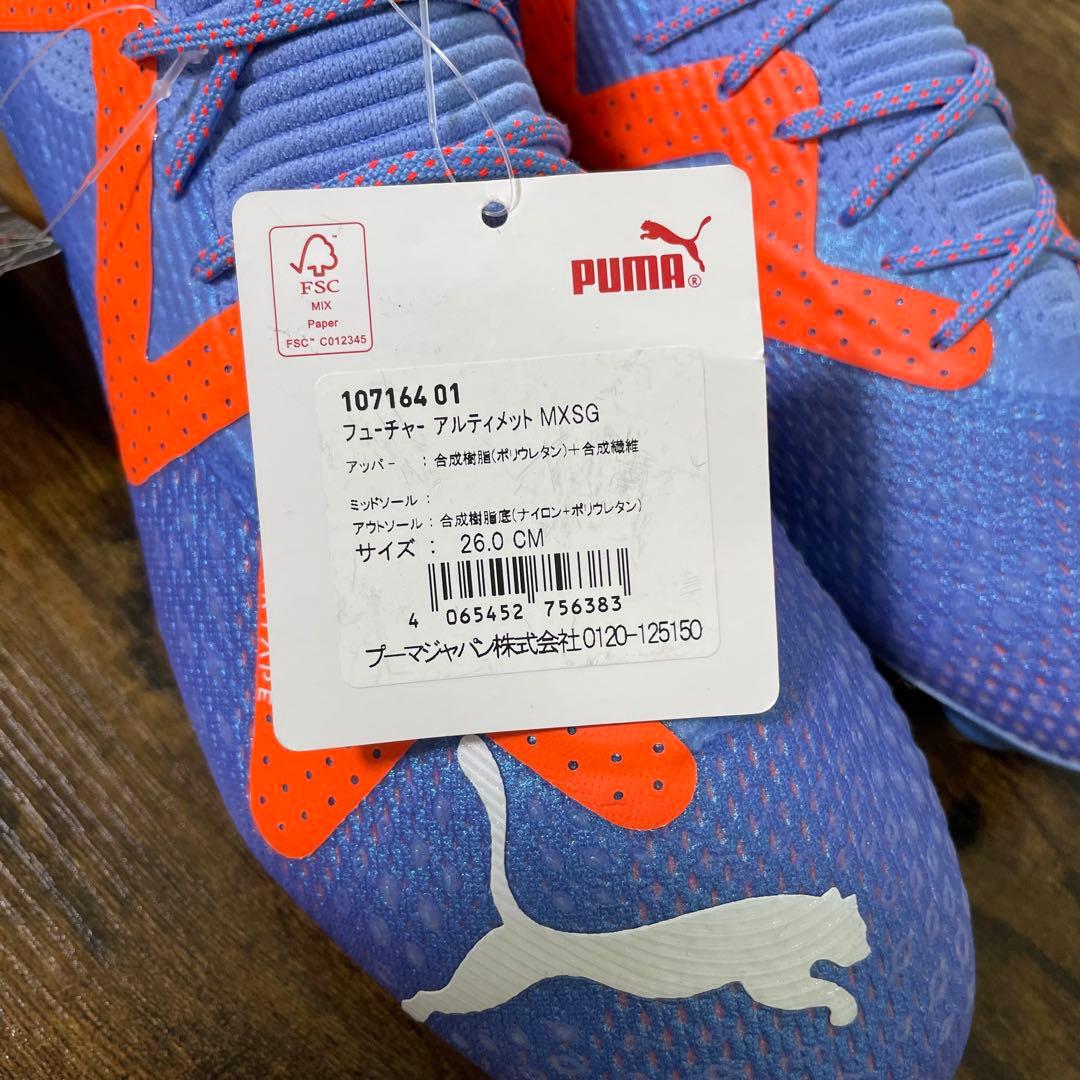 FSC™
MIX
Paper
FSC™ C012345
PUMA®
107164 01
フューチャー アルティメット MXSG
アッパー : 合成樹脂(ポリウレタン)+合成繊維
ミッドソール :
アウトソール : 合成樹脂底(ナイロン+ポリウレタン)
サイズ : 26.0 CM
4 065452 756383
プーマジャパン株式会社0120-125150